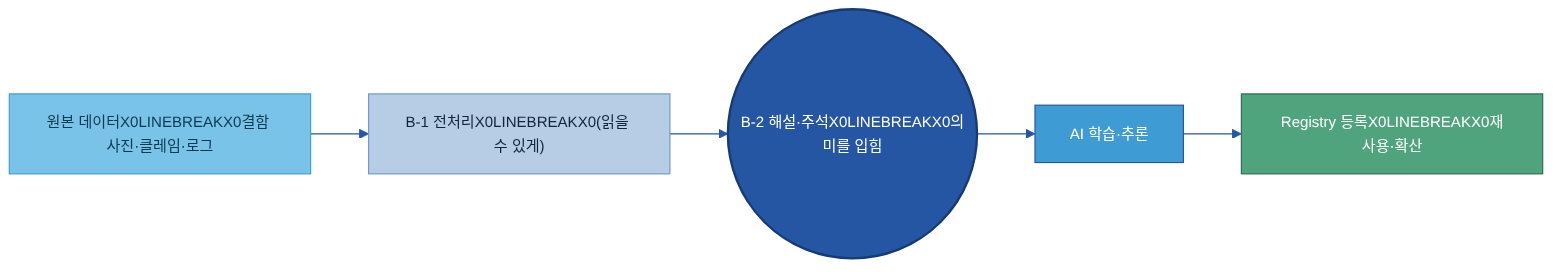 원본 데이터X0LINEBREAKX0결함
사진·클레임·로그
B-1 전처리X0LINEBREAKX0(읽을
수 있게)
B-2 해설·주석X0LINEBREAKX0의
미를 입힘
AI 학습·추론
Registry 등록X0LINEBREAKX0재
사용·확산